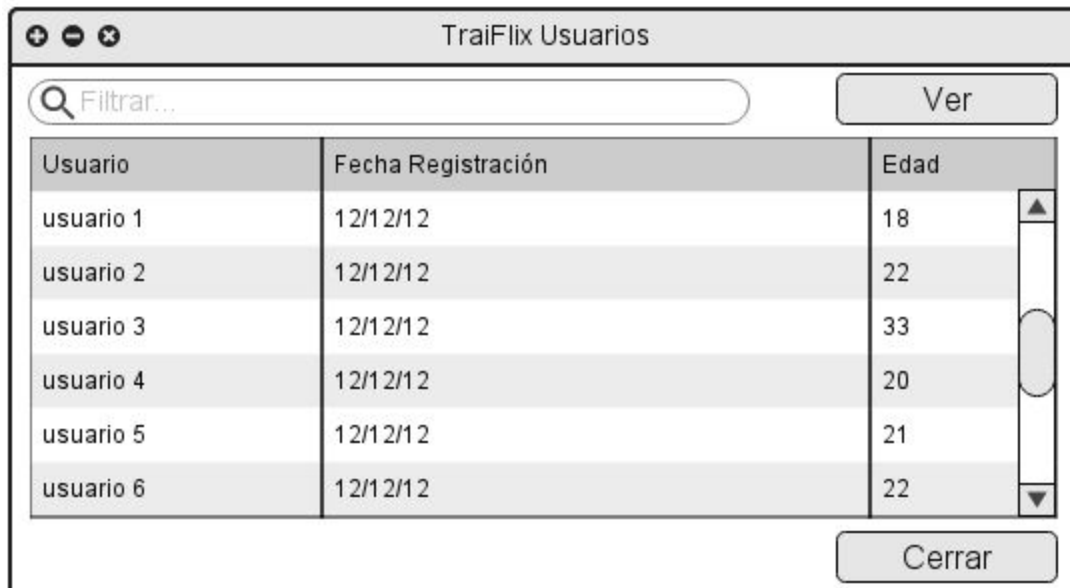 TraiFlix Usuarios
Filtrar...
Ver
Usuario Fecha Registración Edad
usuario 1 12/12/12 18
usuario 2 12/12/12 22
usuario 3 12/12/12 33
usuario 4 12/12/12 20
usuario 5 12/12/12 21
usuario 6 12/12/12 22
Cerrar